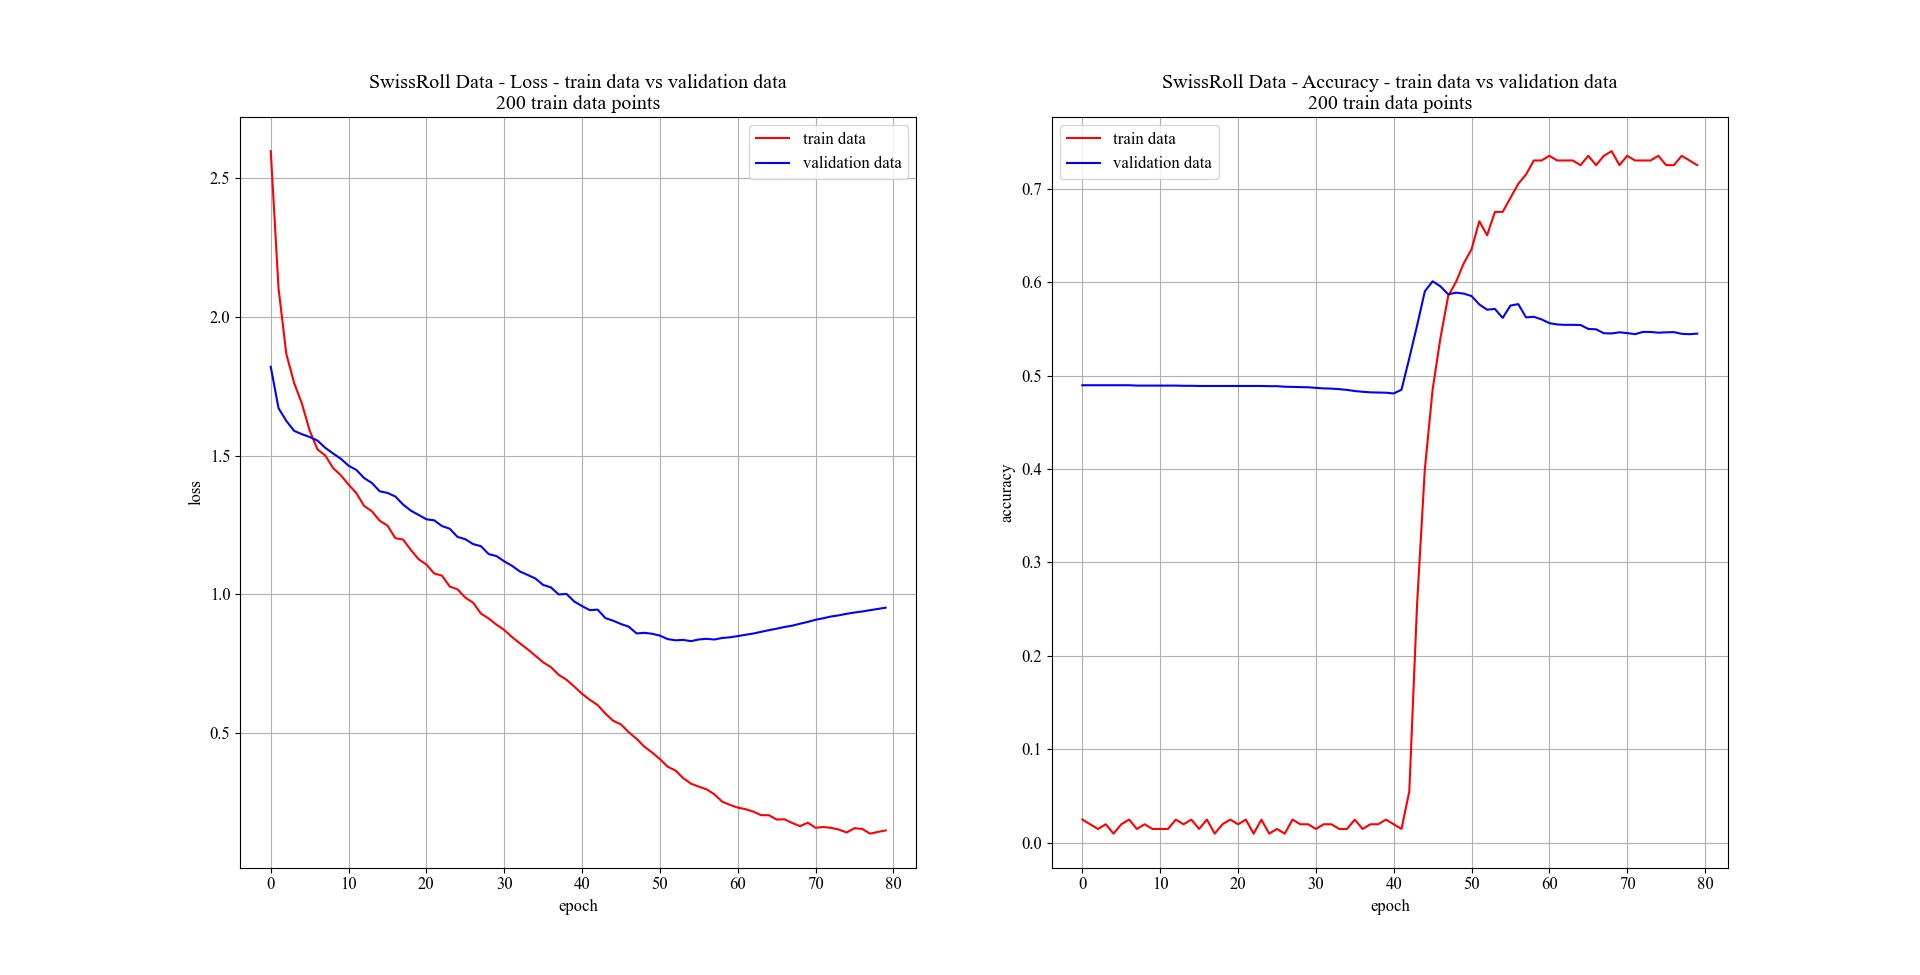 SwissRoll Data - Loss - train data vs validation data
200 train data points
train data
validation data
2.5
2.0
1.5
1.0
0.5
loss
0 10 20 30 40 50 60 70 80
epoch
SwissRoll Data - Accuracy - train data vs validation data
200 train data points
train data
validation data
0.7
0.6
0.5
0.4
0.3
0.2
0.1
0.0
accuracy
0 10 20 30 40 50 60 70 80
epoch